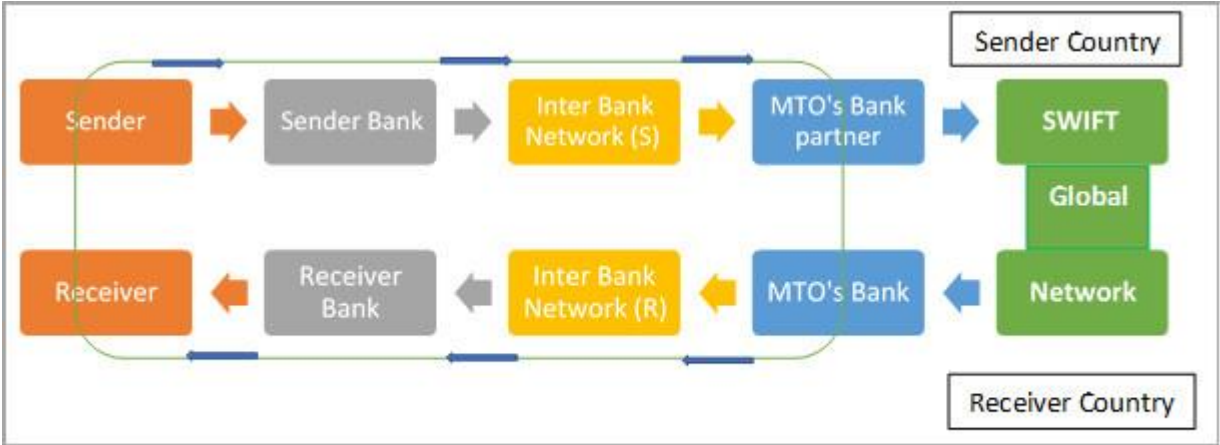 Sender Country
Sender
Sender Bank
Inter Bank
Network (S)
MTO's Bank
partner
SWIFT
Global
Receiver
Receiver
Bank
Inter Bank
Network (R)
MTO's Bank
Network
Receiver Country